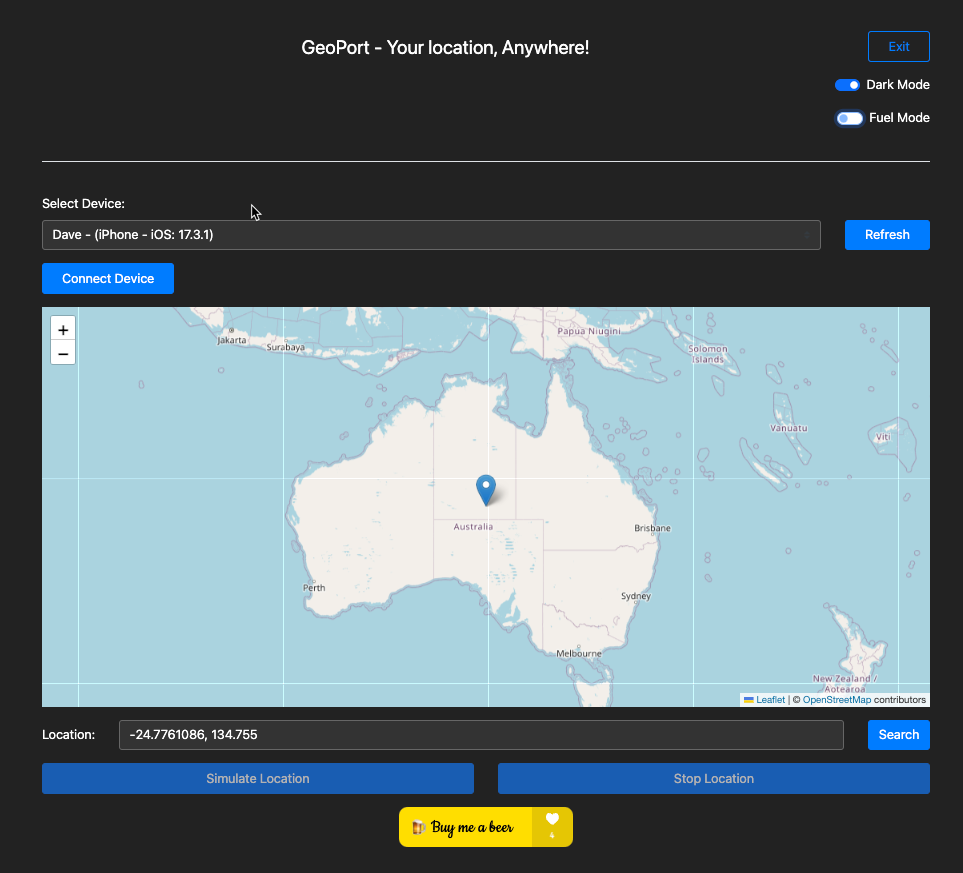 GeoPort - Your location, Anywhere!
Exit
Dark Mode
Fuel Mode
Select Device:
Dave - (iPhone - iOS: 17.3.1)
Refresh
Connect Device
+
−
Jakarta
Surabaya
Papua Niugini
Solomon
Islands
Vanuatu
Viti
Australia
Brisbane
Perth
Sydney
Melbourne
New Zealand /
Aotearoa
Leaflet | © OpenStreetMap contributors
Location:
-24.7761086, 134.755
Search
Simulate Location
Stop Location
Buy me a beer
4